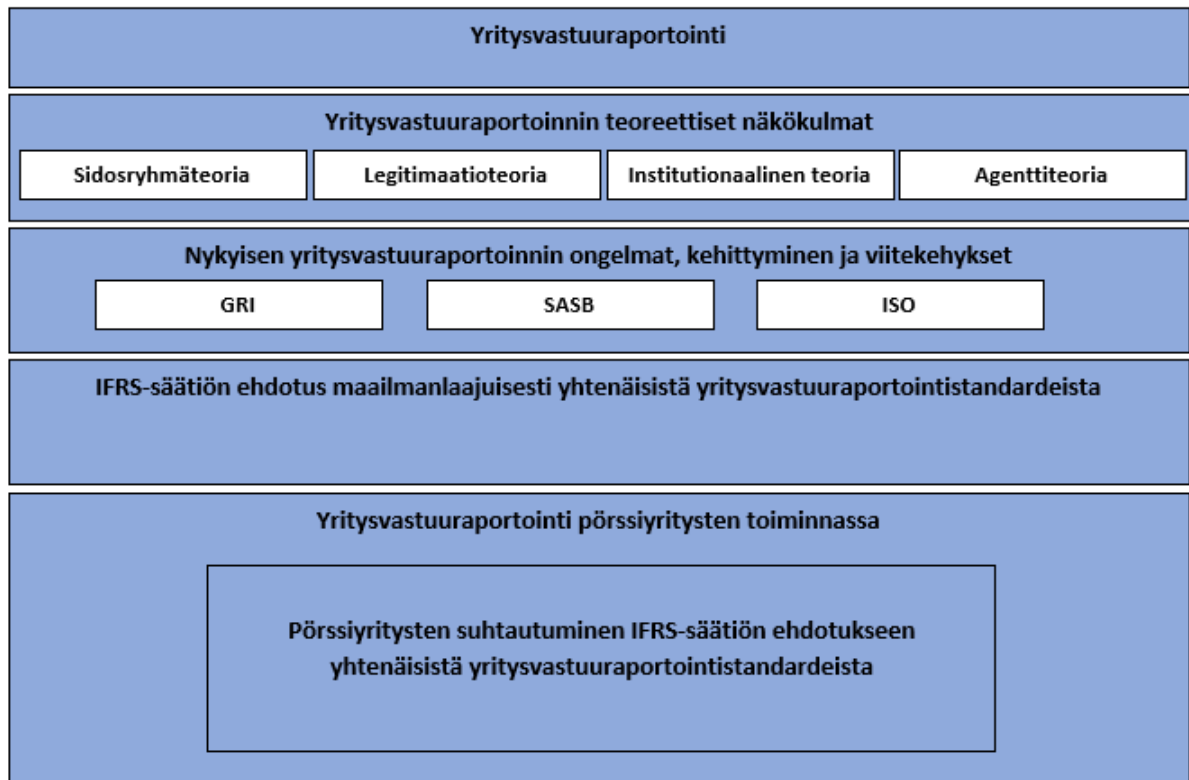 Yritysvastuuraportointi
Yritysvastuuraportoinnin teoreettiset näkökulmat
Sidosryhmäteoria
Legitimaatioteoria
Institutionaalinen teoria
Agenttiteoria
Nykyisen yritysvastuuraportoinnin ongelmat, kehittyminen ja viitekehykset
GRI
SASB
ISO
IFRS-säätiön ehdotus maailmanlaajuisesti yhtenäisistä yritysvastuuraportointistandardeista
Yritysvastuuraportointi pörssiyritysten toiminnassa
Pörssiyritysten suhtautuminen IFRS-säätiön ehdotukseen
yhtenäisistä yritysvastuuraportointistandardeista